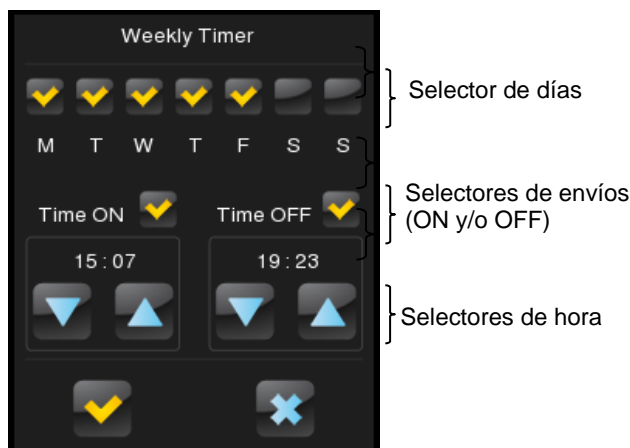 Weekly Timer
Selector de días
M T W T F S S
Time ON Time OFF
Selectores de envíos
(ON y/o OFF)
15 : 07 19 : 23
Selectores de hora